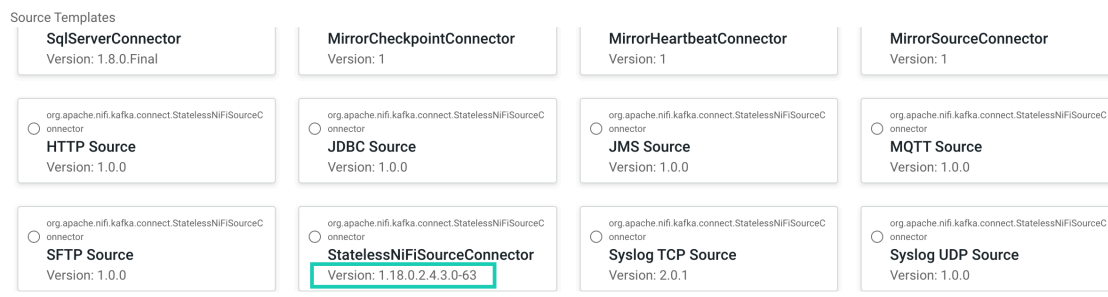 Source Templates
SqlServerConnector
Version: 1.8.0.Final
MirrorCheckpointConnector
Version: 1
MirrorHeartbeatConnector
Version: 1
MirrorSourceConnector
Version: 1
org.apache.nifi.kafka.connect.StatelessNiFiSourceC
onnector
HTTP Source
Version: 1.0.0
org.apache.nifi.kafka.connect.StatelessNiFiSourceC
onnector
JDBC Source
Version: 1.0.0
org.apache.nifi.kafka.connect.StatelessNiFiSourceC
onnector
JMS Source
Version: 1.0.0
org.apache.nifi.kafka.connect.StatelessNiFiSourceC
onnector
MQTT Source
Version: 1.0.0
org.apache.nifi.kafka.connect.StatelessNiFiSourceC
onnector
SFTP Source
Version: 1.0.0
org.apache.nifi.kafka.connect.StatelessNiFiSourceC
onnector
StatelessNiFiSourceConnector
Version: 1.18.0.2.4.3.0-63
org.apache.nifi.kafka.connect.StatelessNiFiSourceC
onnector
Syslog TCP Source
Version: 2.0.1
org.apache.nifi.kafka.connect.StatelessNiFiSourceC
onnector
Syslog UDP Source
Version: 1.0.0